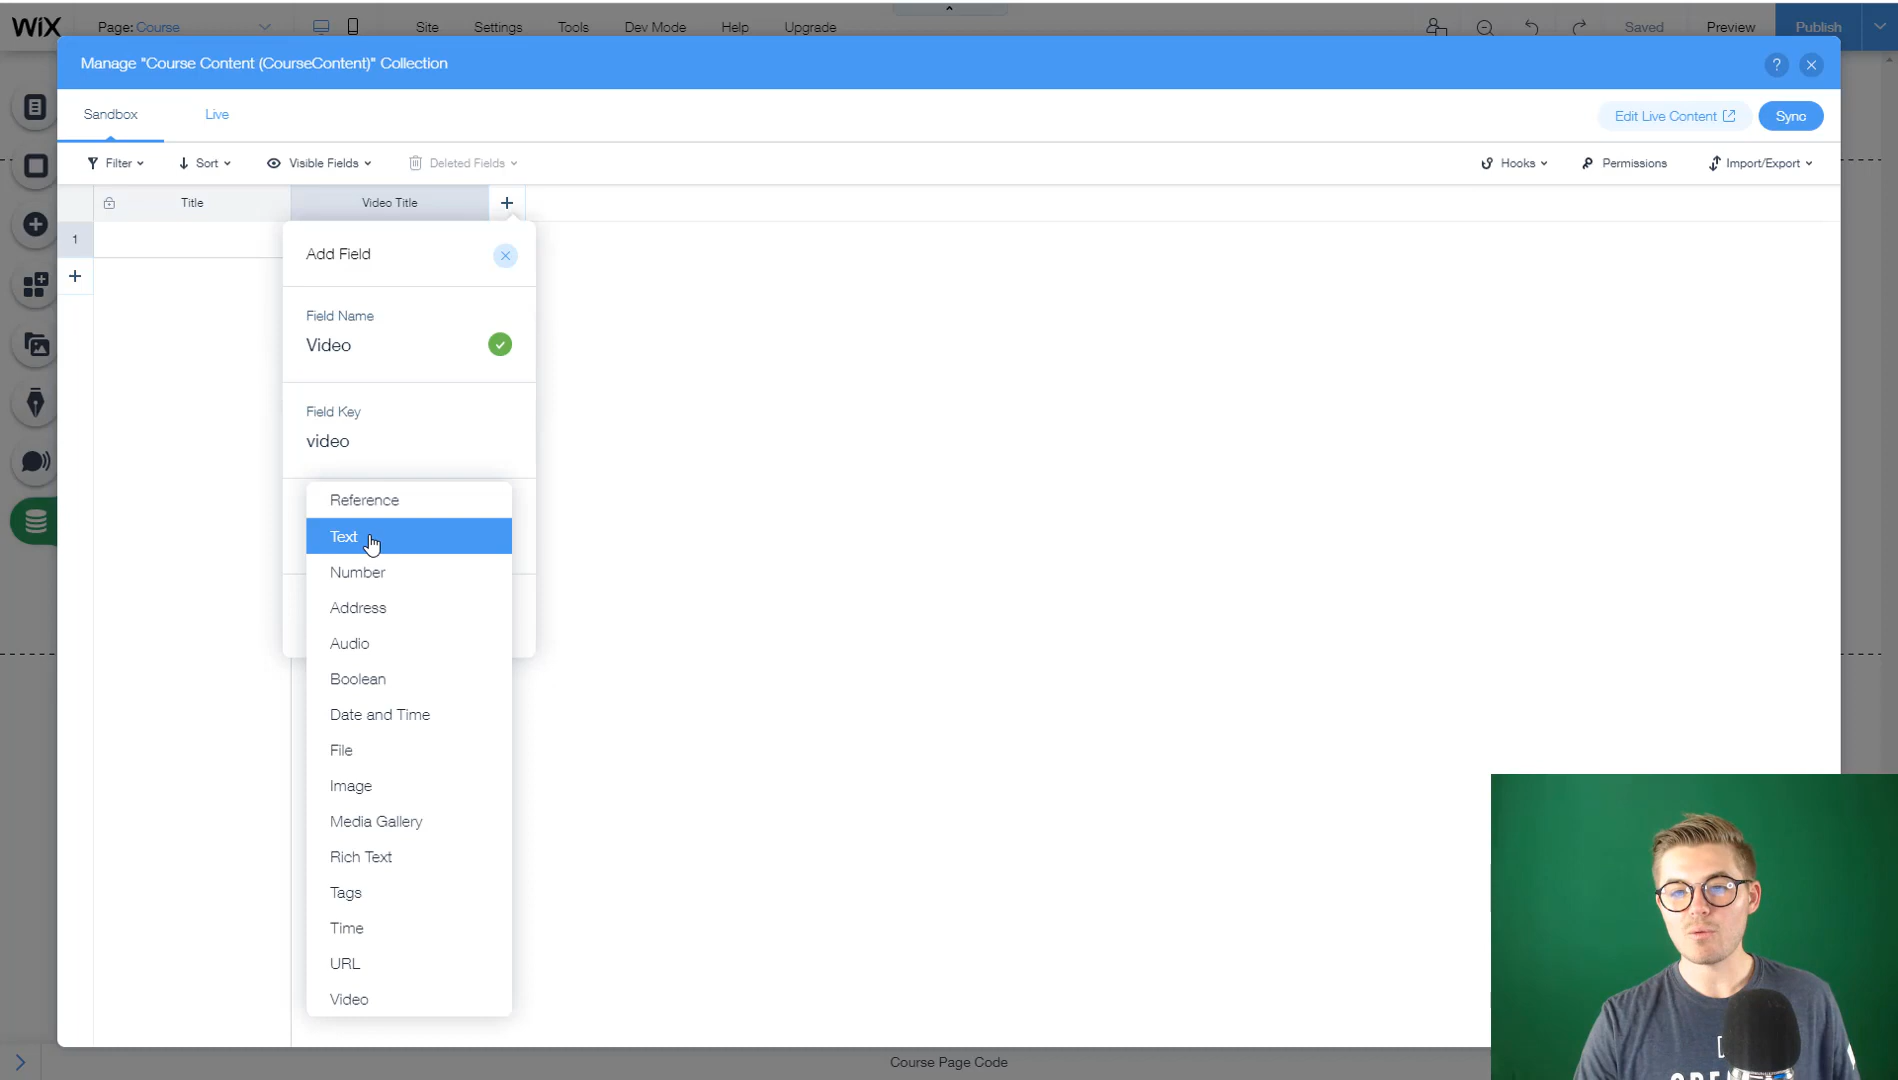 WiX Page: Course Site Settings Tools Dev Mode Help Upgrade Saved Preview Publish
Manage "Course Content (CourseContent)" Collection ?
Sandbox Live Edit Live Content Sync
Filter Sort Visible Fields Deleted Fields Hooks Permissions Import/Export
Title Video Title +
1
+
Add Field
Field Name
Video
Field Key
video
Reference
Text
Number
Address
Audio
Boolean
Date and Time
File
Image
Media Gallery
Rich Text
Tags
Time
URL
Video
Course Page Code